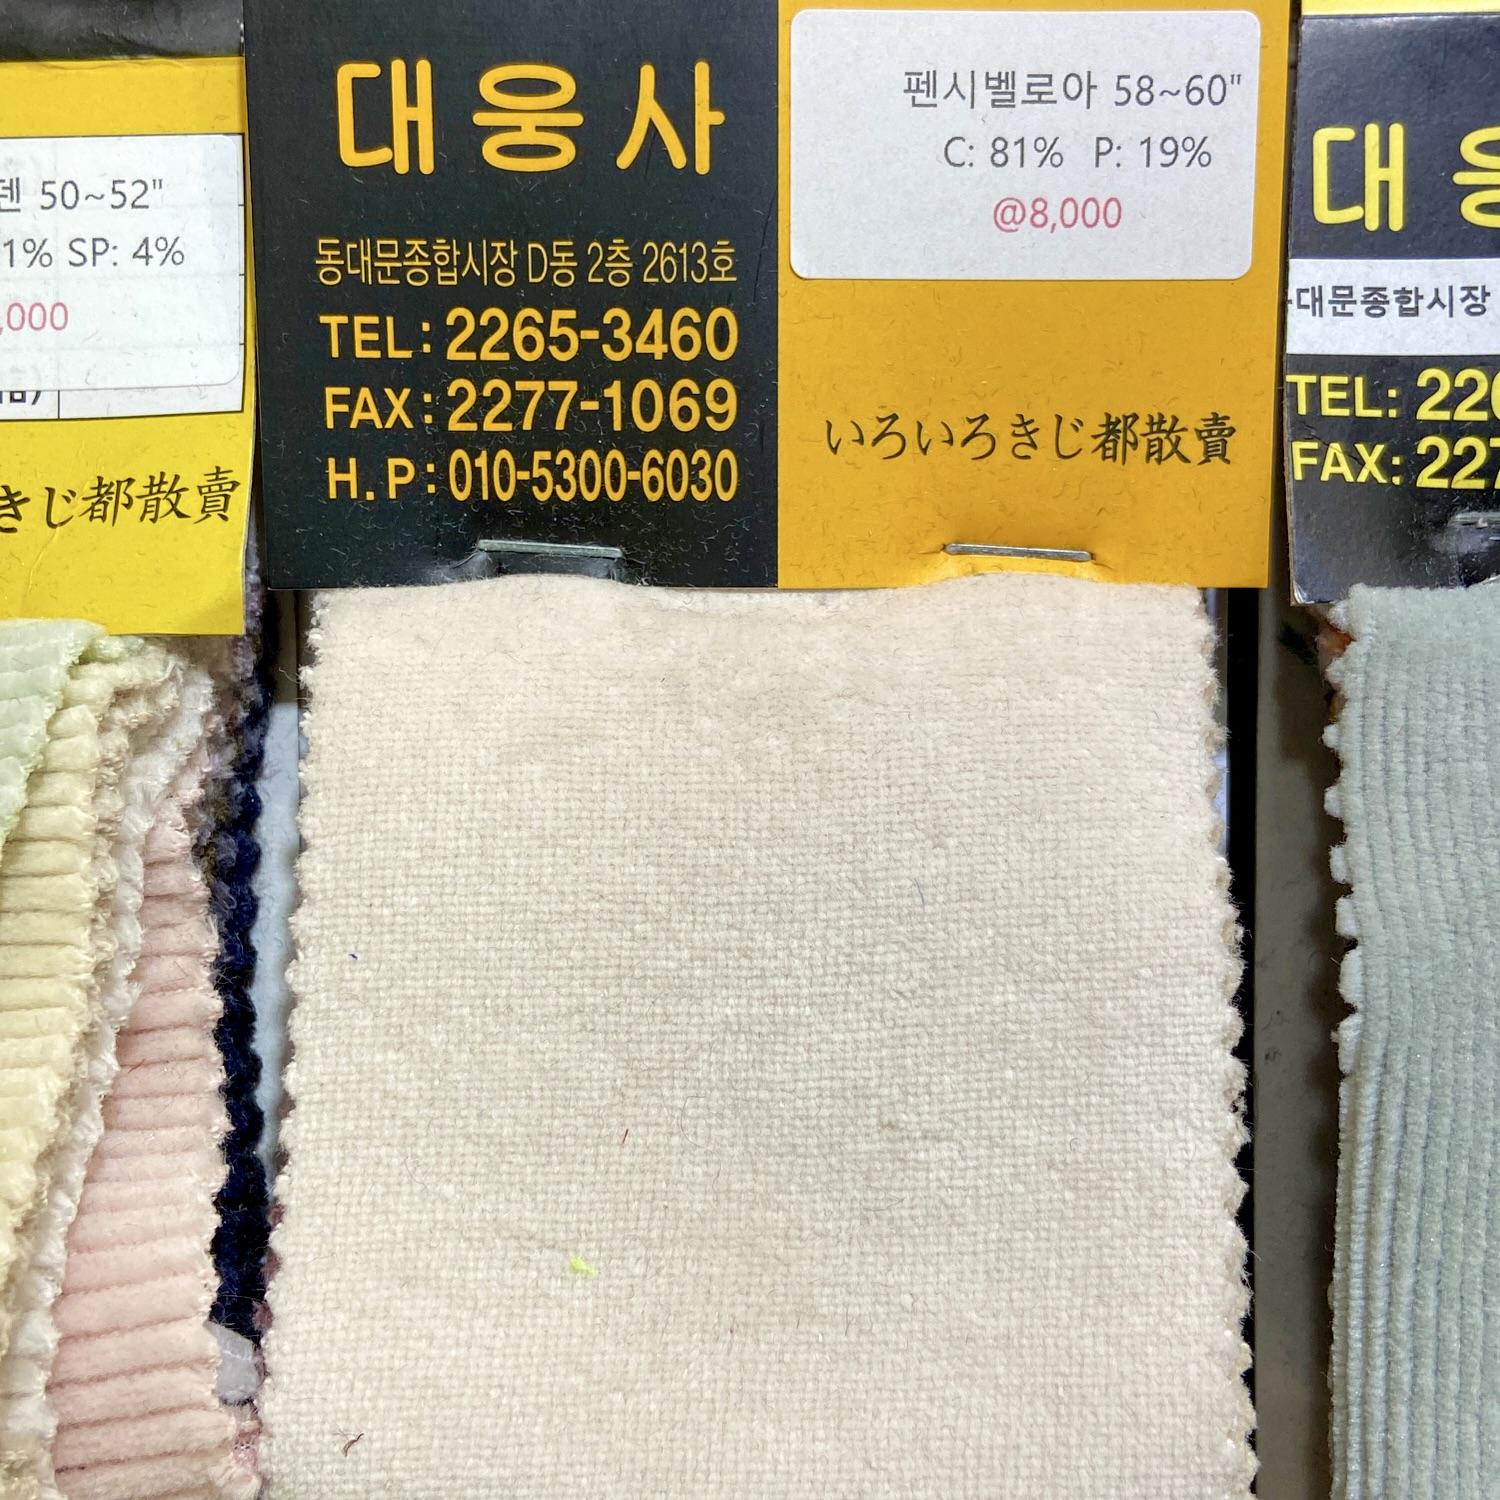 덴 50~52"
1% SP: 4%
,000
きじ都散賣
대웅사
동대문종합시장 D동 2층 2613호
TEL: 2265-3460
FAX: 2277-1069
H.P: 010-5300-6030
펜시벨로아 58~60"
C: 81% P: 19%
@8,000
いろいろきじ都散賣
대
대문종합시장
TEL: 226
FAX: 227